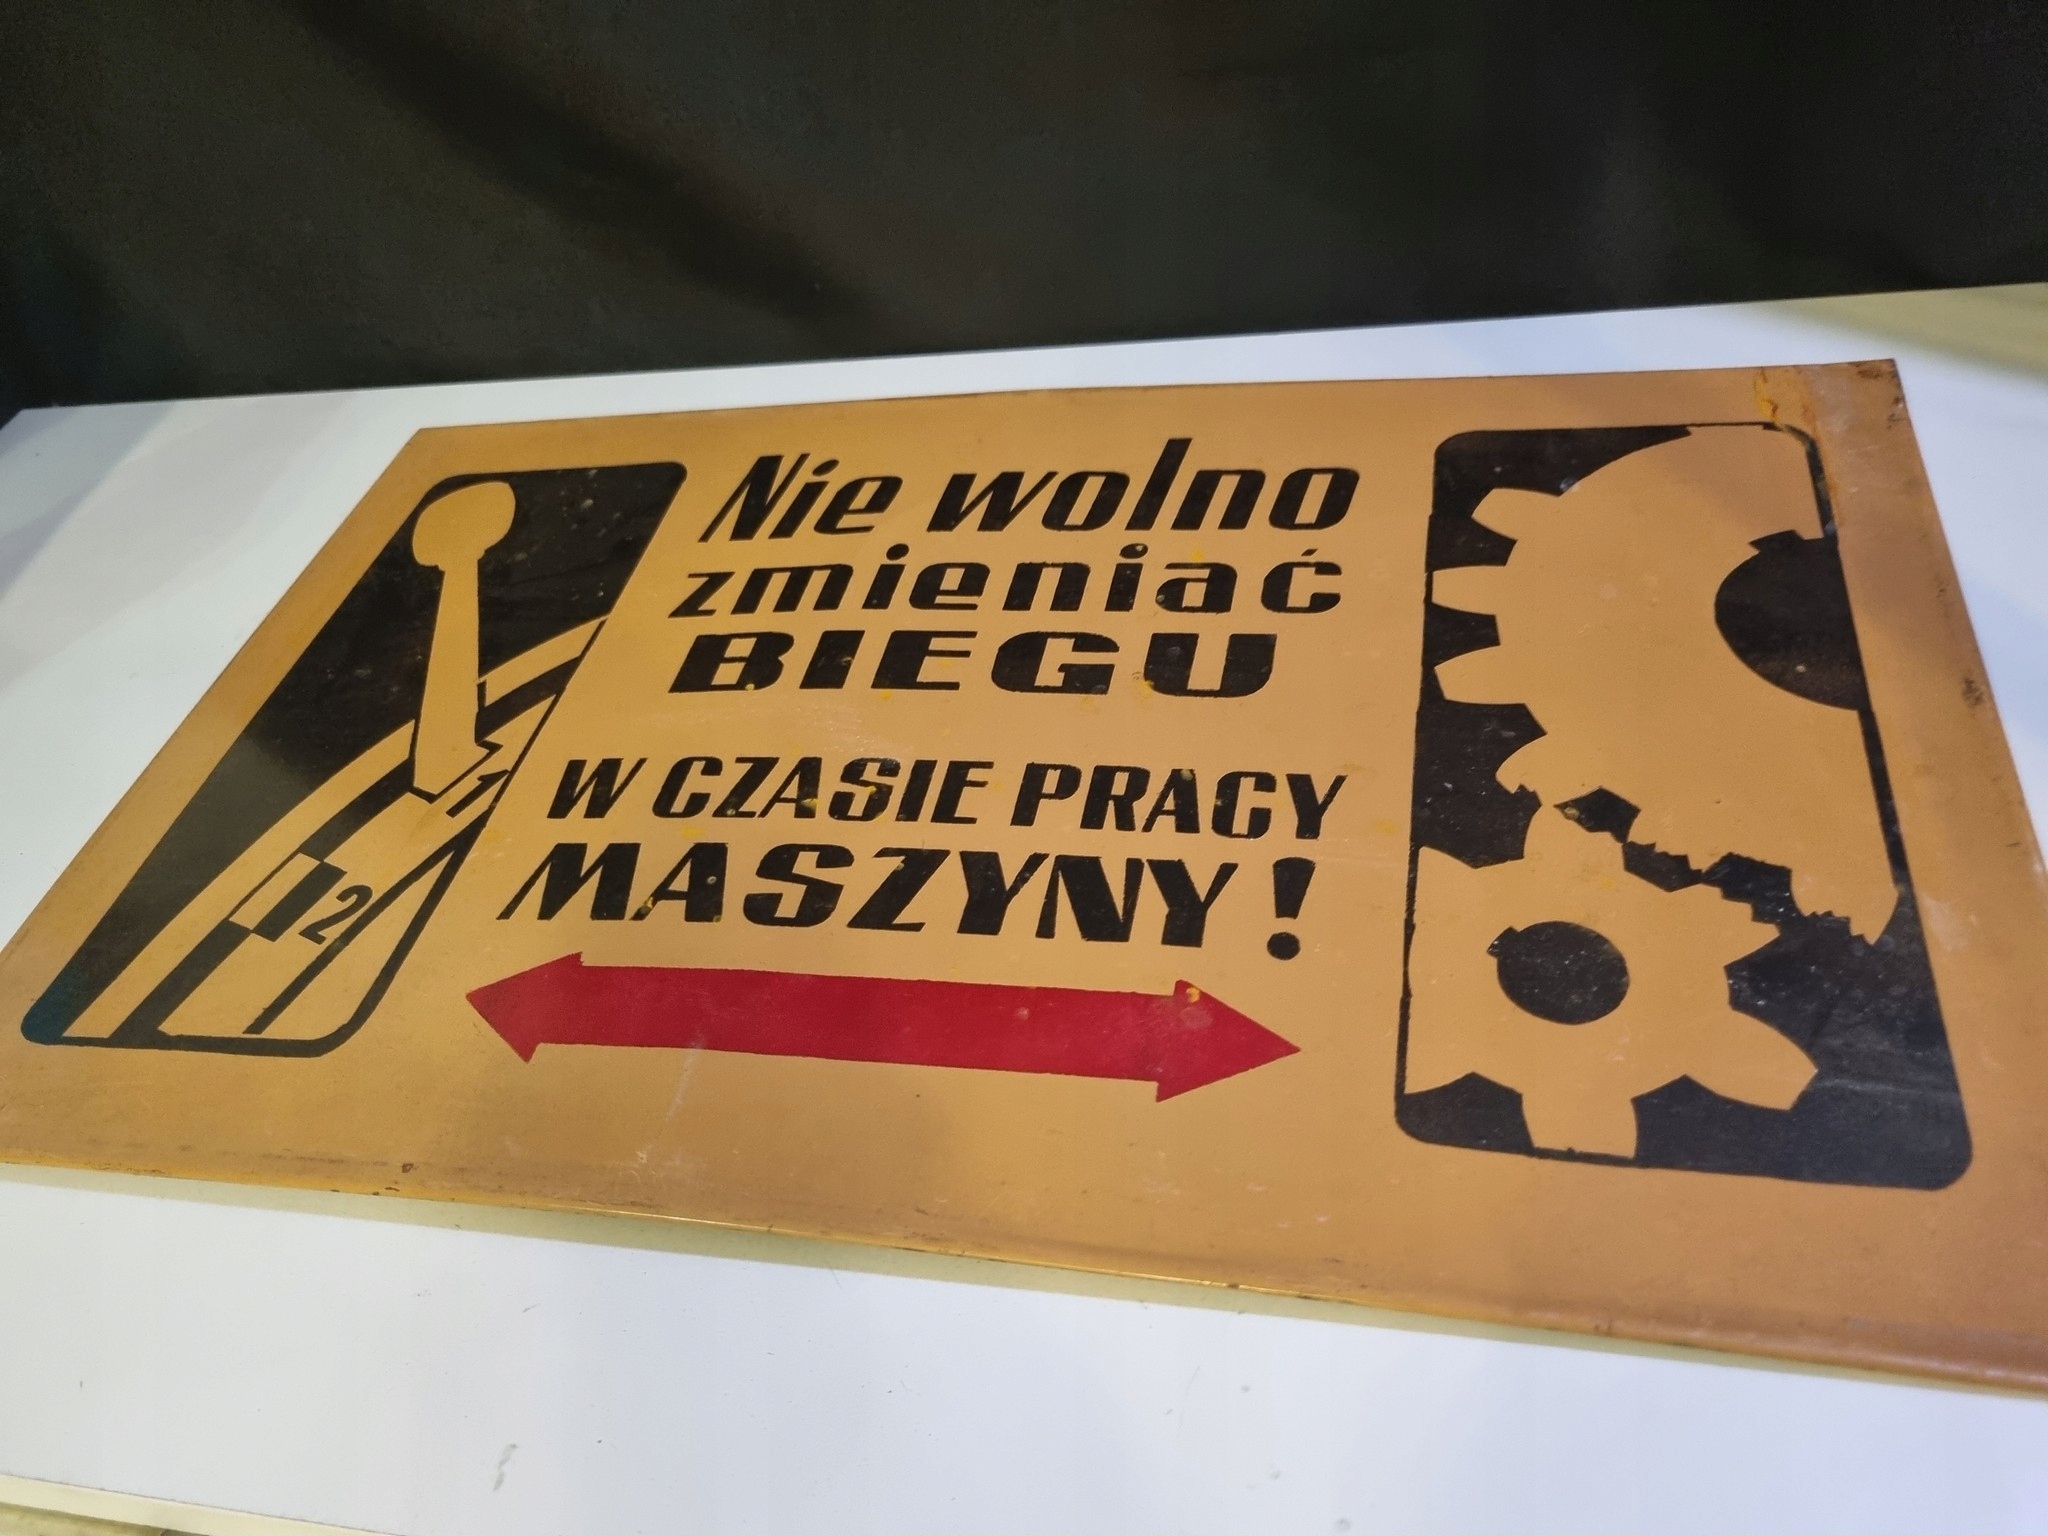 Nie wolno
zmieniać
BIEGU
W CZASIE PRACY
MASZYNY!
1
2